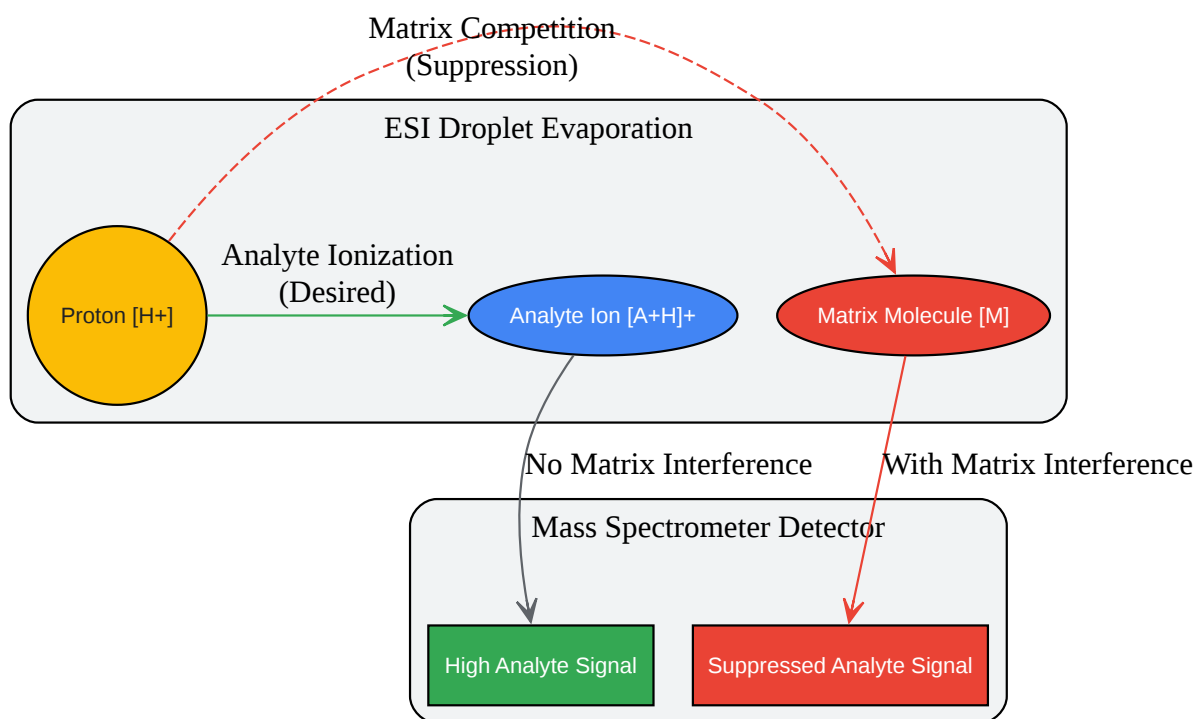 Matrix Competition
(Suppression)
ESI Droplet Evaporation
Analyte Ionization
(Desired)
Proton [H+]
Analyte Ion [A+H]+
Matrix Molecule [M]
No Matrix Interference
With Matrix Interference
Mass Spectrometer Detector
High Analyte Signal
Suppressed Analyte Signal